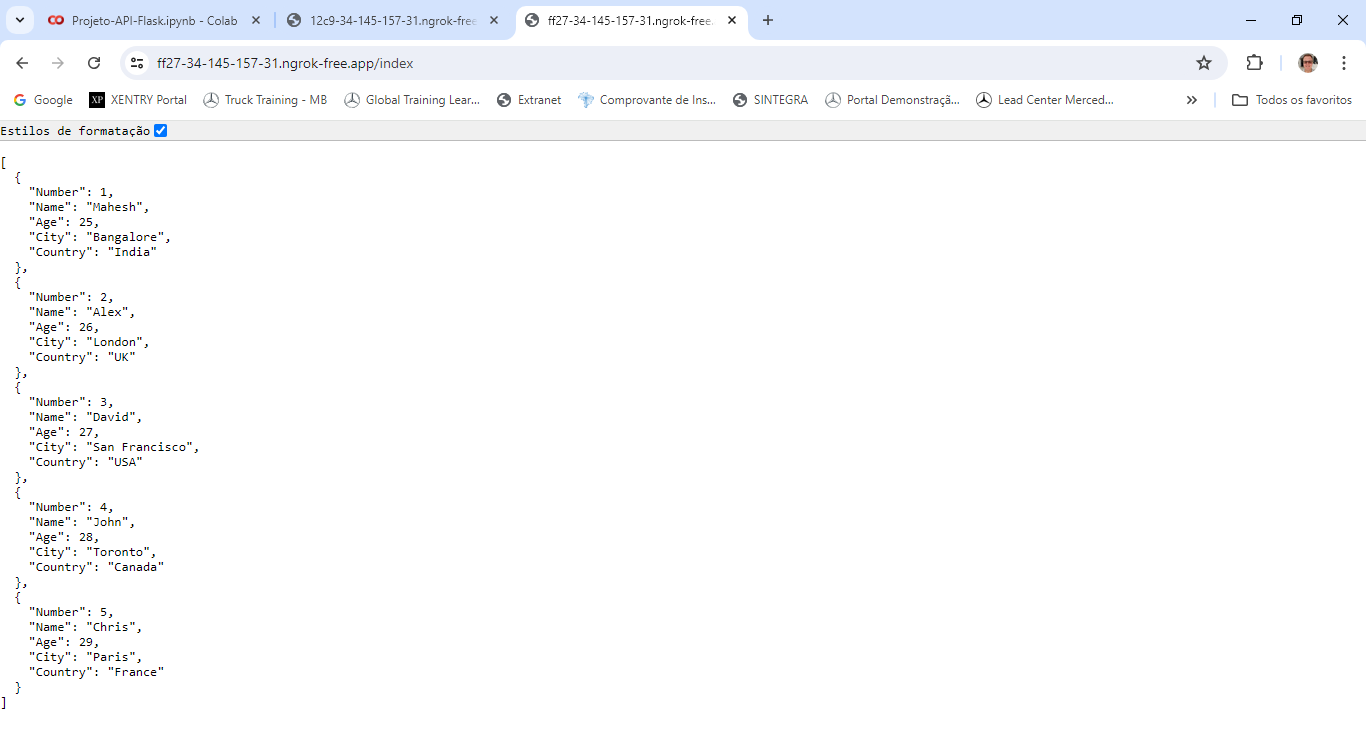 Projeto-API-Flask.ipynb - Colab
12c9-34-145-157-31.ngrok-free
ff27-34-145-157-31.ngrok-free.
ff27-34-145-157-31.ngrok-free.app/index
Google
XP
XENTRY Portal
Truck Training - MB
Global Training Lear...
Extranet
Comprovante de Ins...
SINTEGRA
Portal Demonstraçã...
Lead Center Merced...
Todos os favoritos
Estilos de formatação
[
  {
    "Number": 1,
    "Name": "Mahesh",
    "Age": 25,
    "City": "Bangalore",
    "Country": "India"
  },
  {
    "Number": 2,
    "Name": "Alex",
    "Age": 26,
    "City": "London",
    "Country": "UK"
  },
  {
    "Number": 3,
    "Name": "David",
    "Age": 27,
    "City": "San Francisco",
    "Country": "USA"
  },
  {
    "Number": 4,
    "Name": "John",
    "Age": 28,
    "City": "Toronto",
    "Country": "Canada"
  },
  {
    "Number": 5,
    "Name": "Chris",
    "Age": 29,
    "City": "Paris",
    "Country": "France"
  }
]